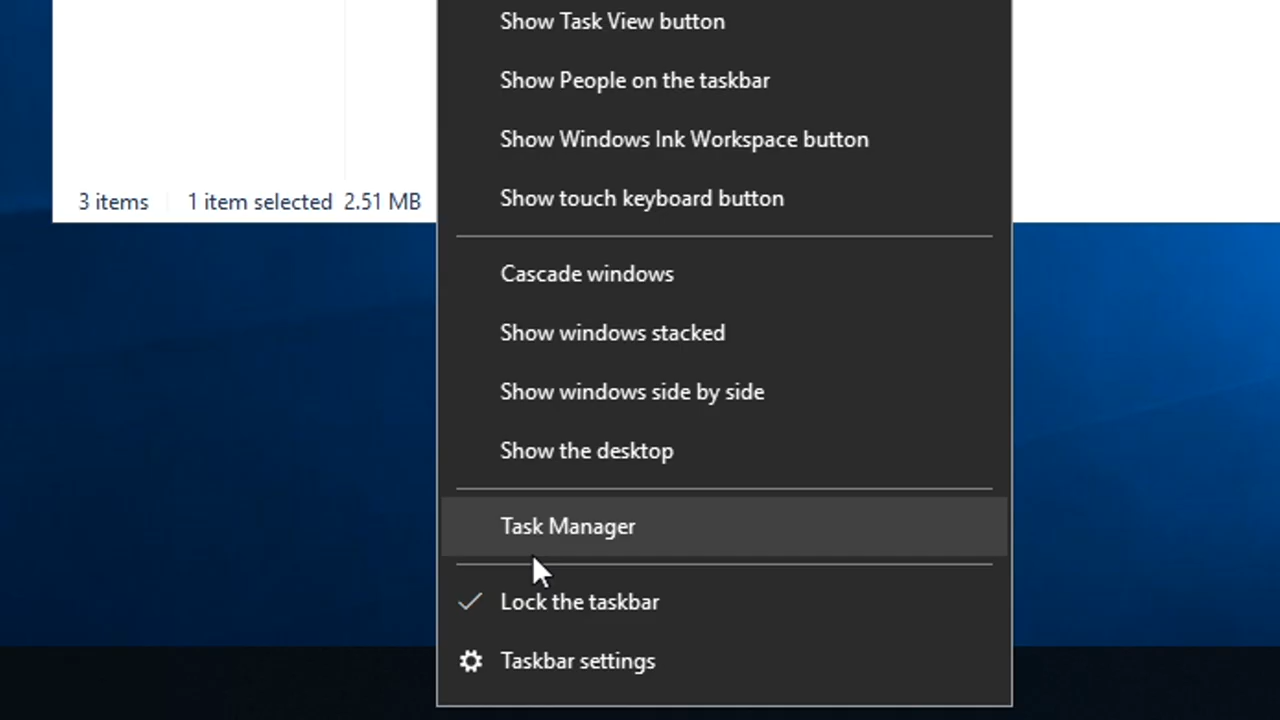 Show Task View button
Show People on the taskbar
Show Windows Ink Workspace button
Show touch keyboard button
3 items 1 item selected 2.51 MB
Cascade windows
Show windows stacked
Show windows side by side
Show the desktop
Task Manager
Lock the taskbar
Taskbar settings